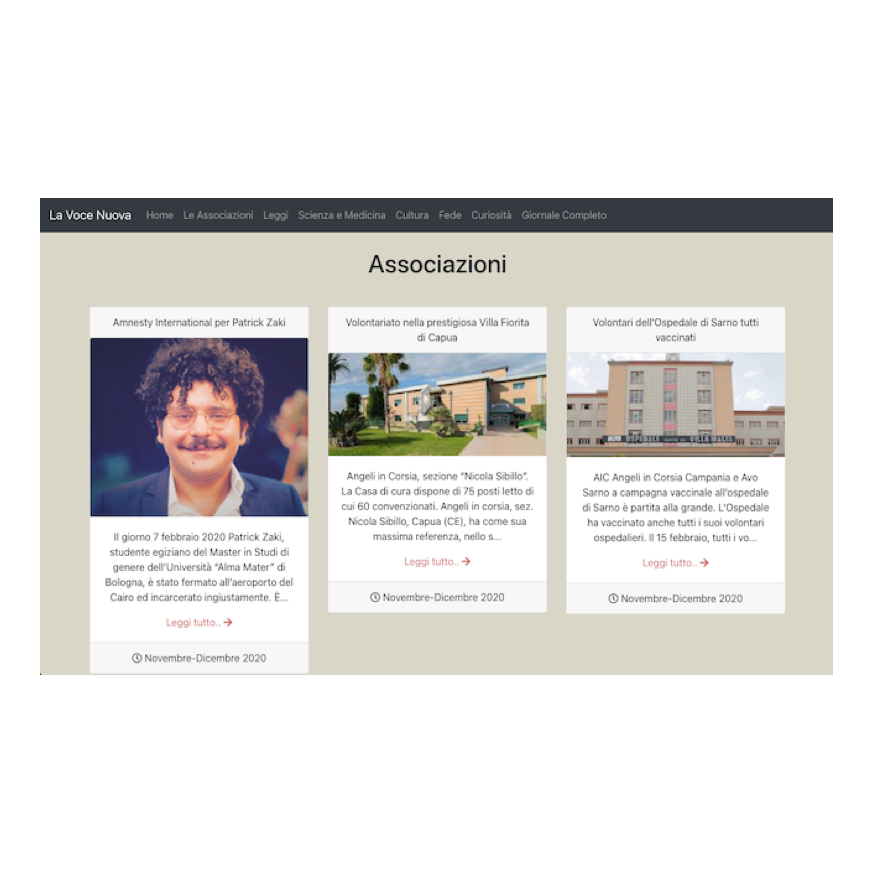 La Voce Nuova Home Le Associazioni Leggi Scienza e Medicina Cultura Fede Curiosità Giornale Completo
Associazioni
Amnesty International per Patrick Zaki
Il giorno 7 febbraio 2020 Patrick Zaki,
studente egiziano del Master in Studi di
genere dell'Università “Alma Mater” di
Bologna, è stato fermato all'aeroporto del
Cairo ed incarcerato ingiustamente. È...
Leggi tutto..
Novembre-Dicembre 2020
Volontariato nella prestigiosa Villa Fiorita
di Capua
Angeli in Corsia, sezione “Nicola Sibillo”.
La Casa di cura dispone di 75 posti letto di
cui 60 convenzionati. Angeli in corsia, sez.
Nicola Sibillo, Capua (CE), ha come sua
massima referenza, nello s...
Leggi tutto..
Novembre-Dicembre 2020
Volontari dell'Ospedale di Sarno tutti
vaccinati
OSPEDALE VILLA MALTA
AIC Angeli in Corsia Campania e Avo
Sarno a campagna vaccinale all'ospedale
di Sarno è partita alla grande. L'Ospedale
ha vaccinato anche tutti i suoi volontari
ospedalieri. Il 15 febbraio, tutti i vo...
Leggi tutto..
Novembre-Dicembre 2020